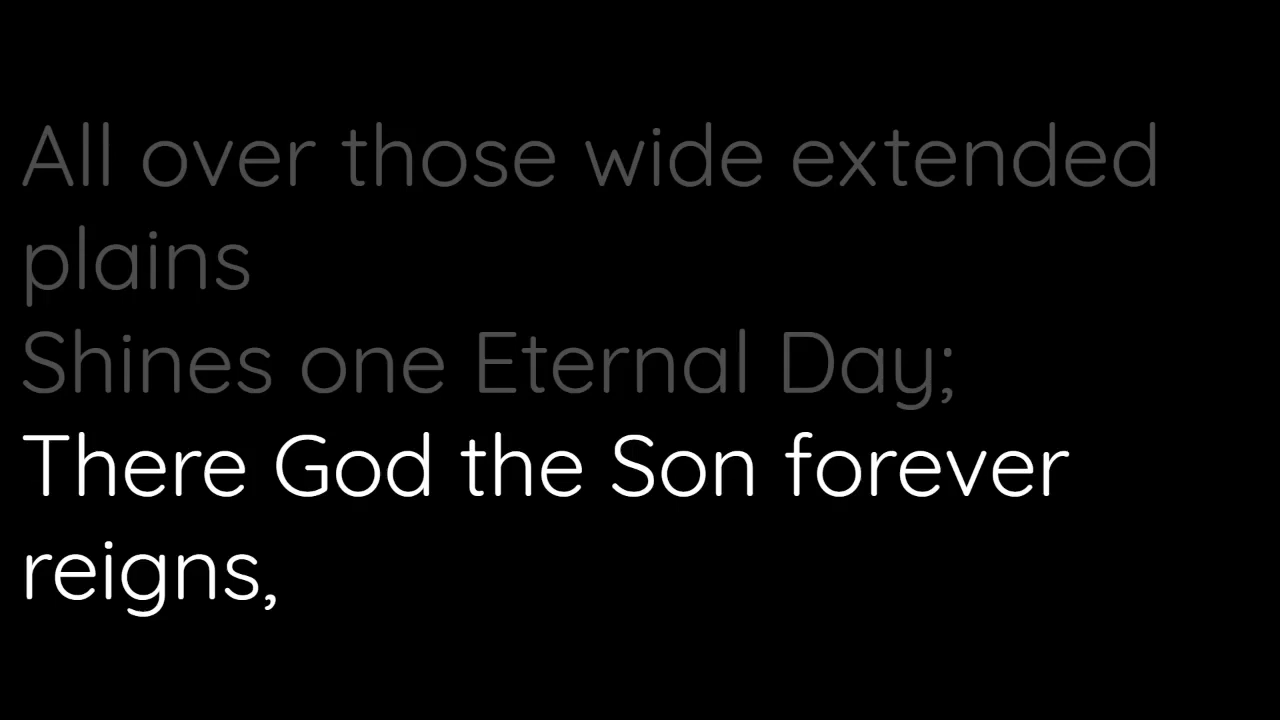 All over those wide extended
plains
Shines one Eternal Day;
There God the Son forever
reigns,